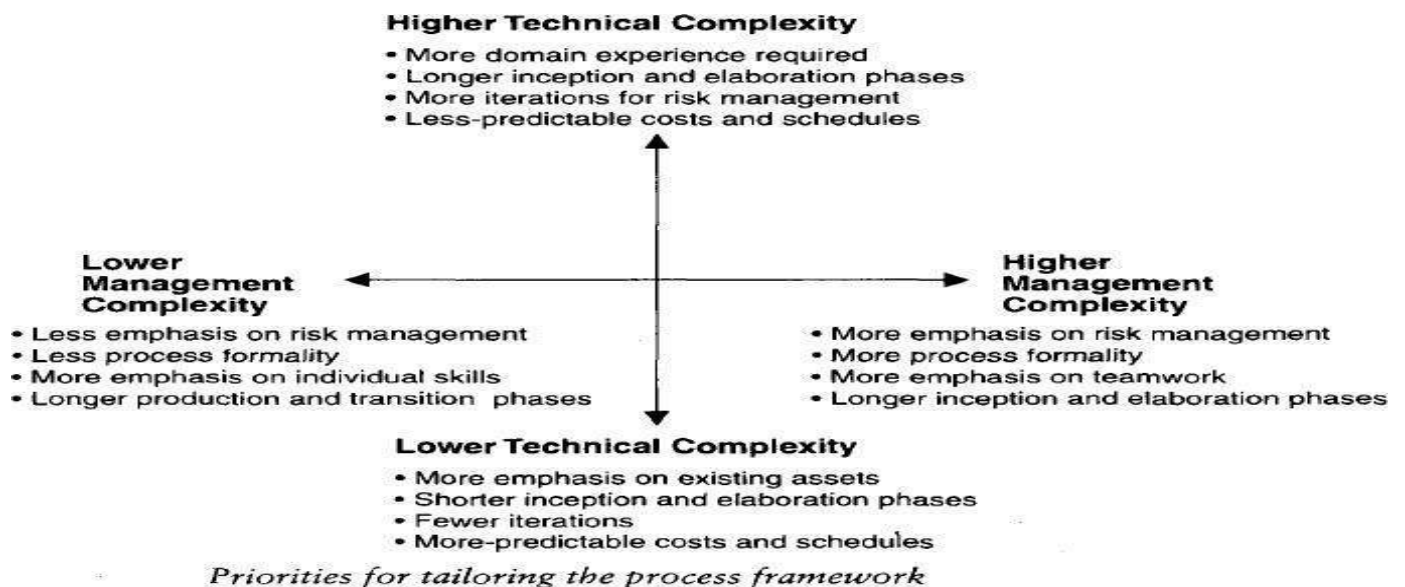 Higher Technical Complexity
• More domain experience required
• Longer inception and elaboration phases
• More iterations for risk management
• Less-predictable costs and schedules
Lower
Management
Complexity
• Less emphasis on risk management
• Less process formality
• More emphasis on individual skills
• Longer production and transition phases
Higher
Management
Complexity
• More emphasis on risk management
• More process formality
• More emphasis on teamwork
• Longer inception and elaboration phases
Lower Technical Complexity
• More emphasis on existing assets
• Shorter inception and elaboration phases
• Fewer iterations
• More-predictable costs and schedules
Priorities for tailoring the process framework